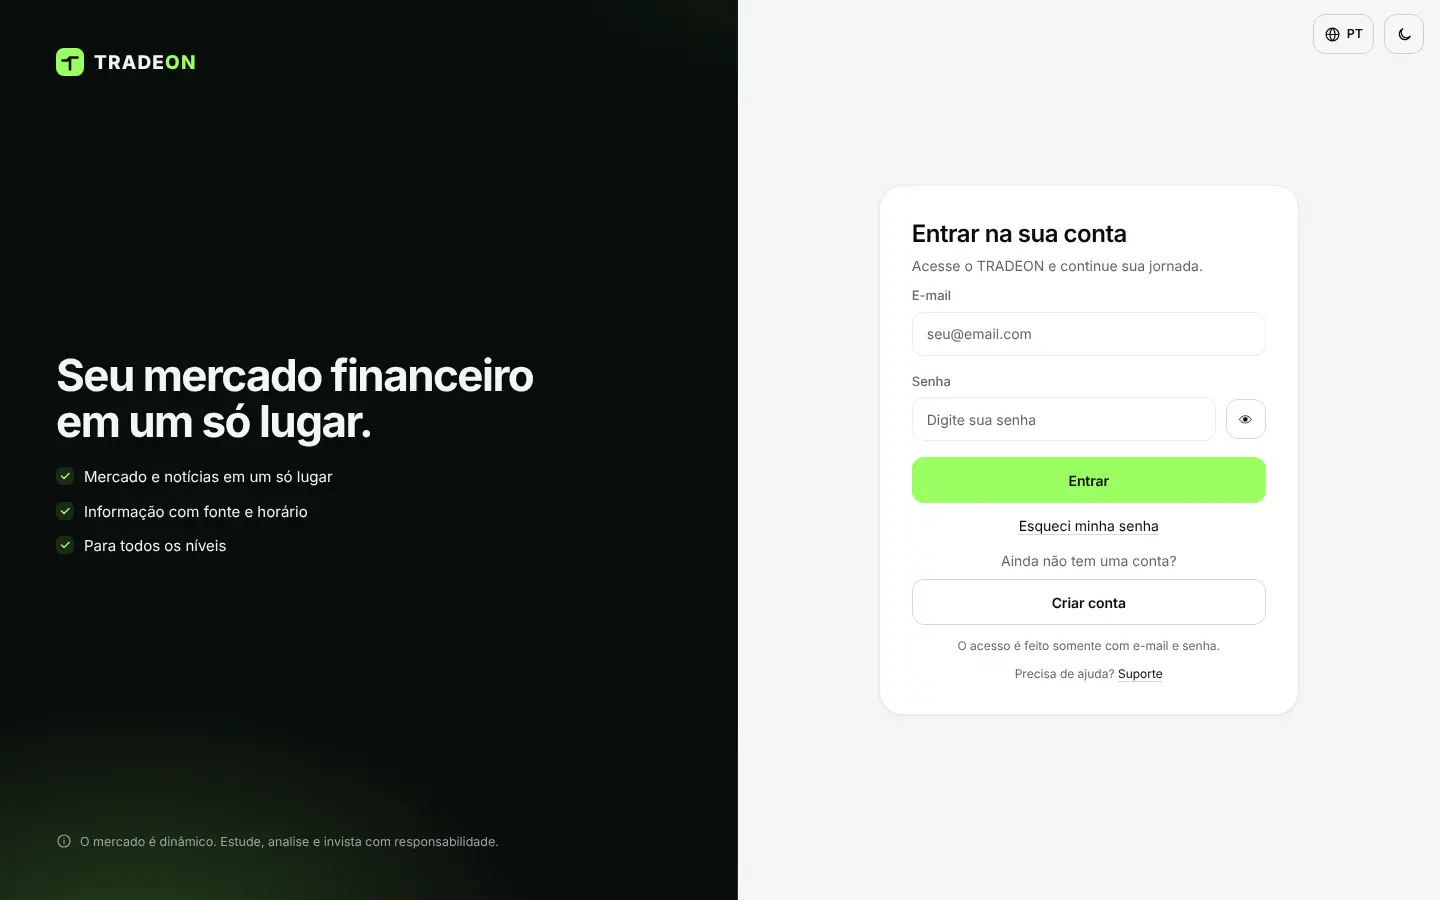 TRADEON
Seu mercado financeiro
em um só lugar.
Mercado e notícias em um só lugar
Informação com fonte e horário
Para todos os níveis
O mercado é dinâmico. Estude, analise e invista com responsabilidade.
PT
Entrar na sua conta
Acesse o TRADEON e continue sua jornada.
E-mail
seu@email.com
Senha
Digite sua senha
Entrar
Esqueci minha senha
Ainda não tem uma conta?
Criar conta
O acesso é feito somente com e-mail e senha.
Precisa de ajuda? Suporte